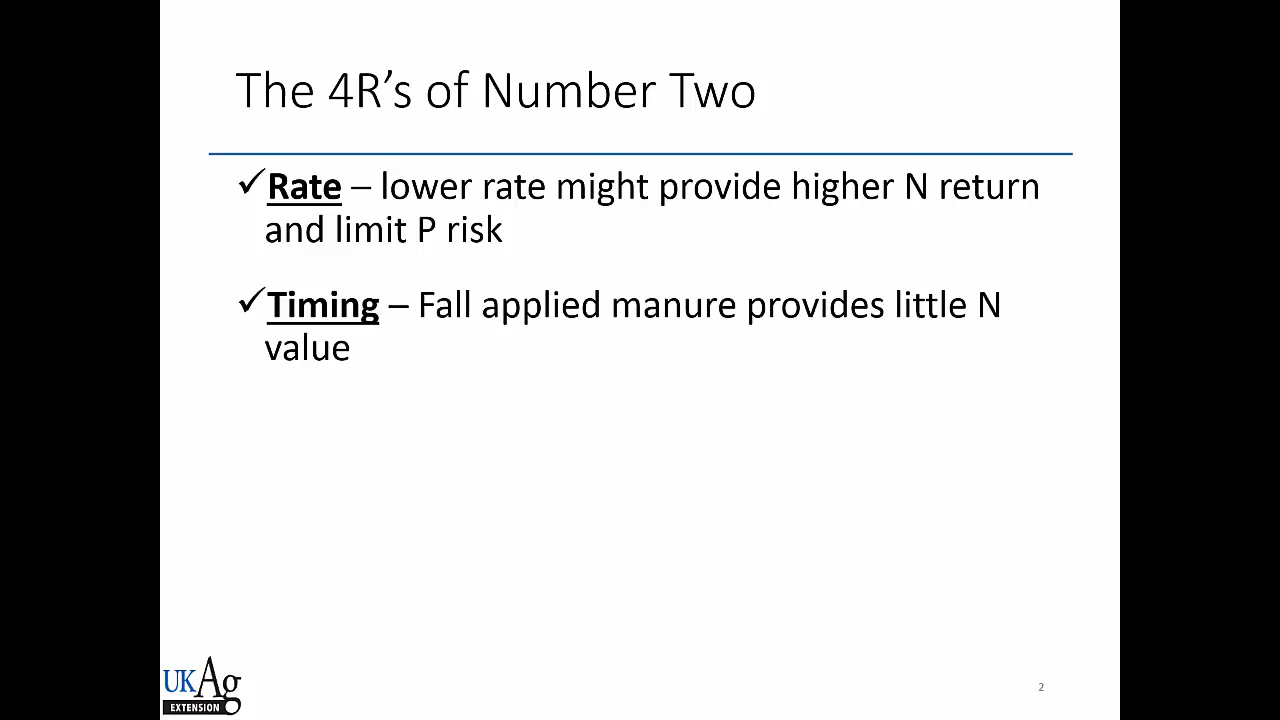 The 4R’s of Number Two
✓Rate – lower rate might provide higher N return
and limit P risk
✓Timing – Fall applied manure provides little N
value
UKAg
EXTENSION
2